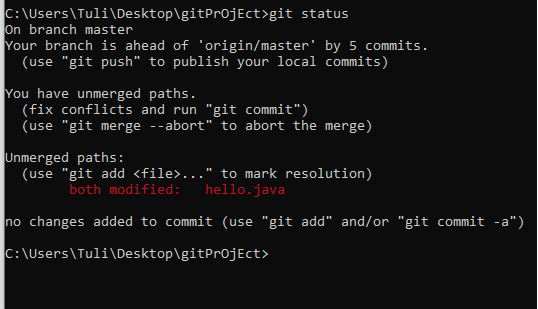 C:\Users\Tuli\Desktop\gitPrOjEct>git status
On branch master
Your branch is ahead of 'origin/master' by 5 commits.
  (use "git push" to publish your local commits)

You have unmerged paths.
  (fix conflicts and run "git commit")
  (use "git merge --abort" to abort the merge)

Unmerged paths:
  (use "git add <file>..." to mark resolution)
        both modified:   hello.java

no changes added to commit (use "git add" and/or "git commit -a")

C:\Users\Tuli\Desktop\gitPrOjEct>